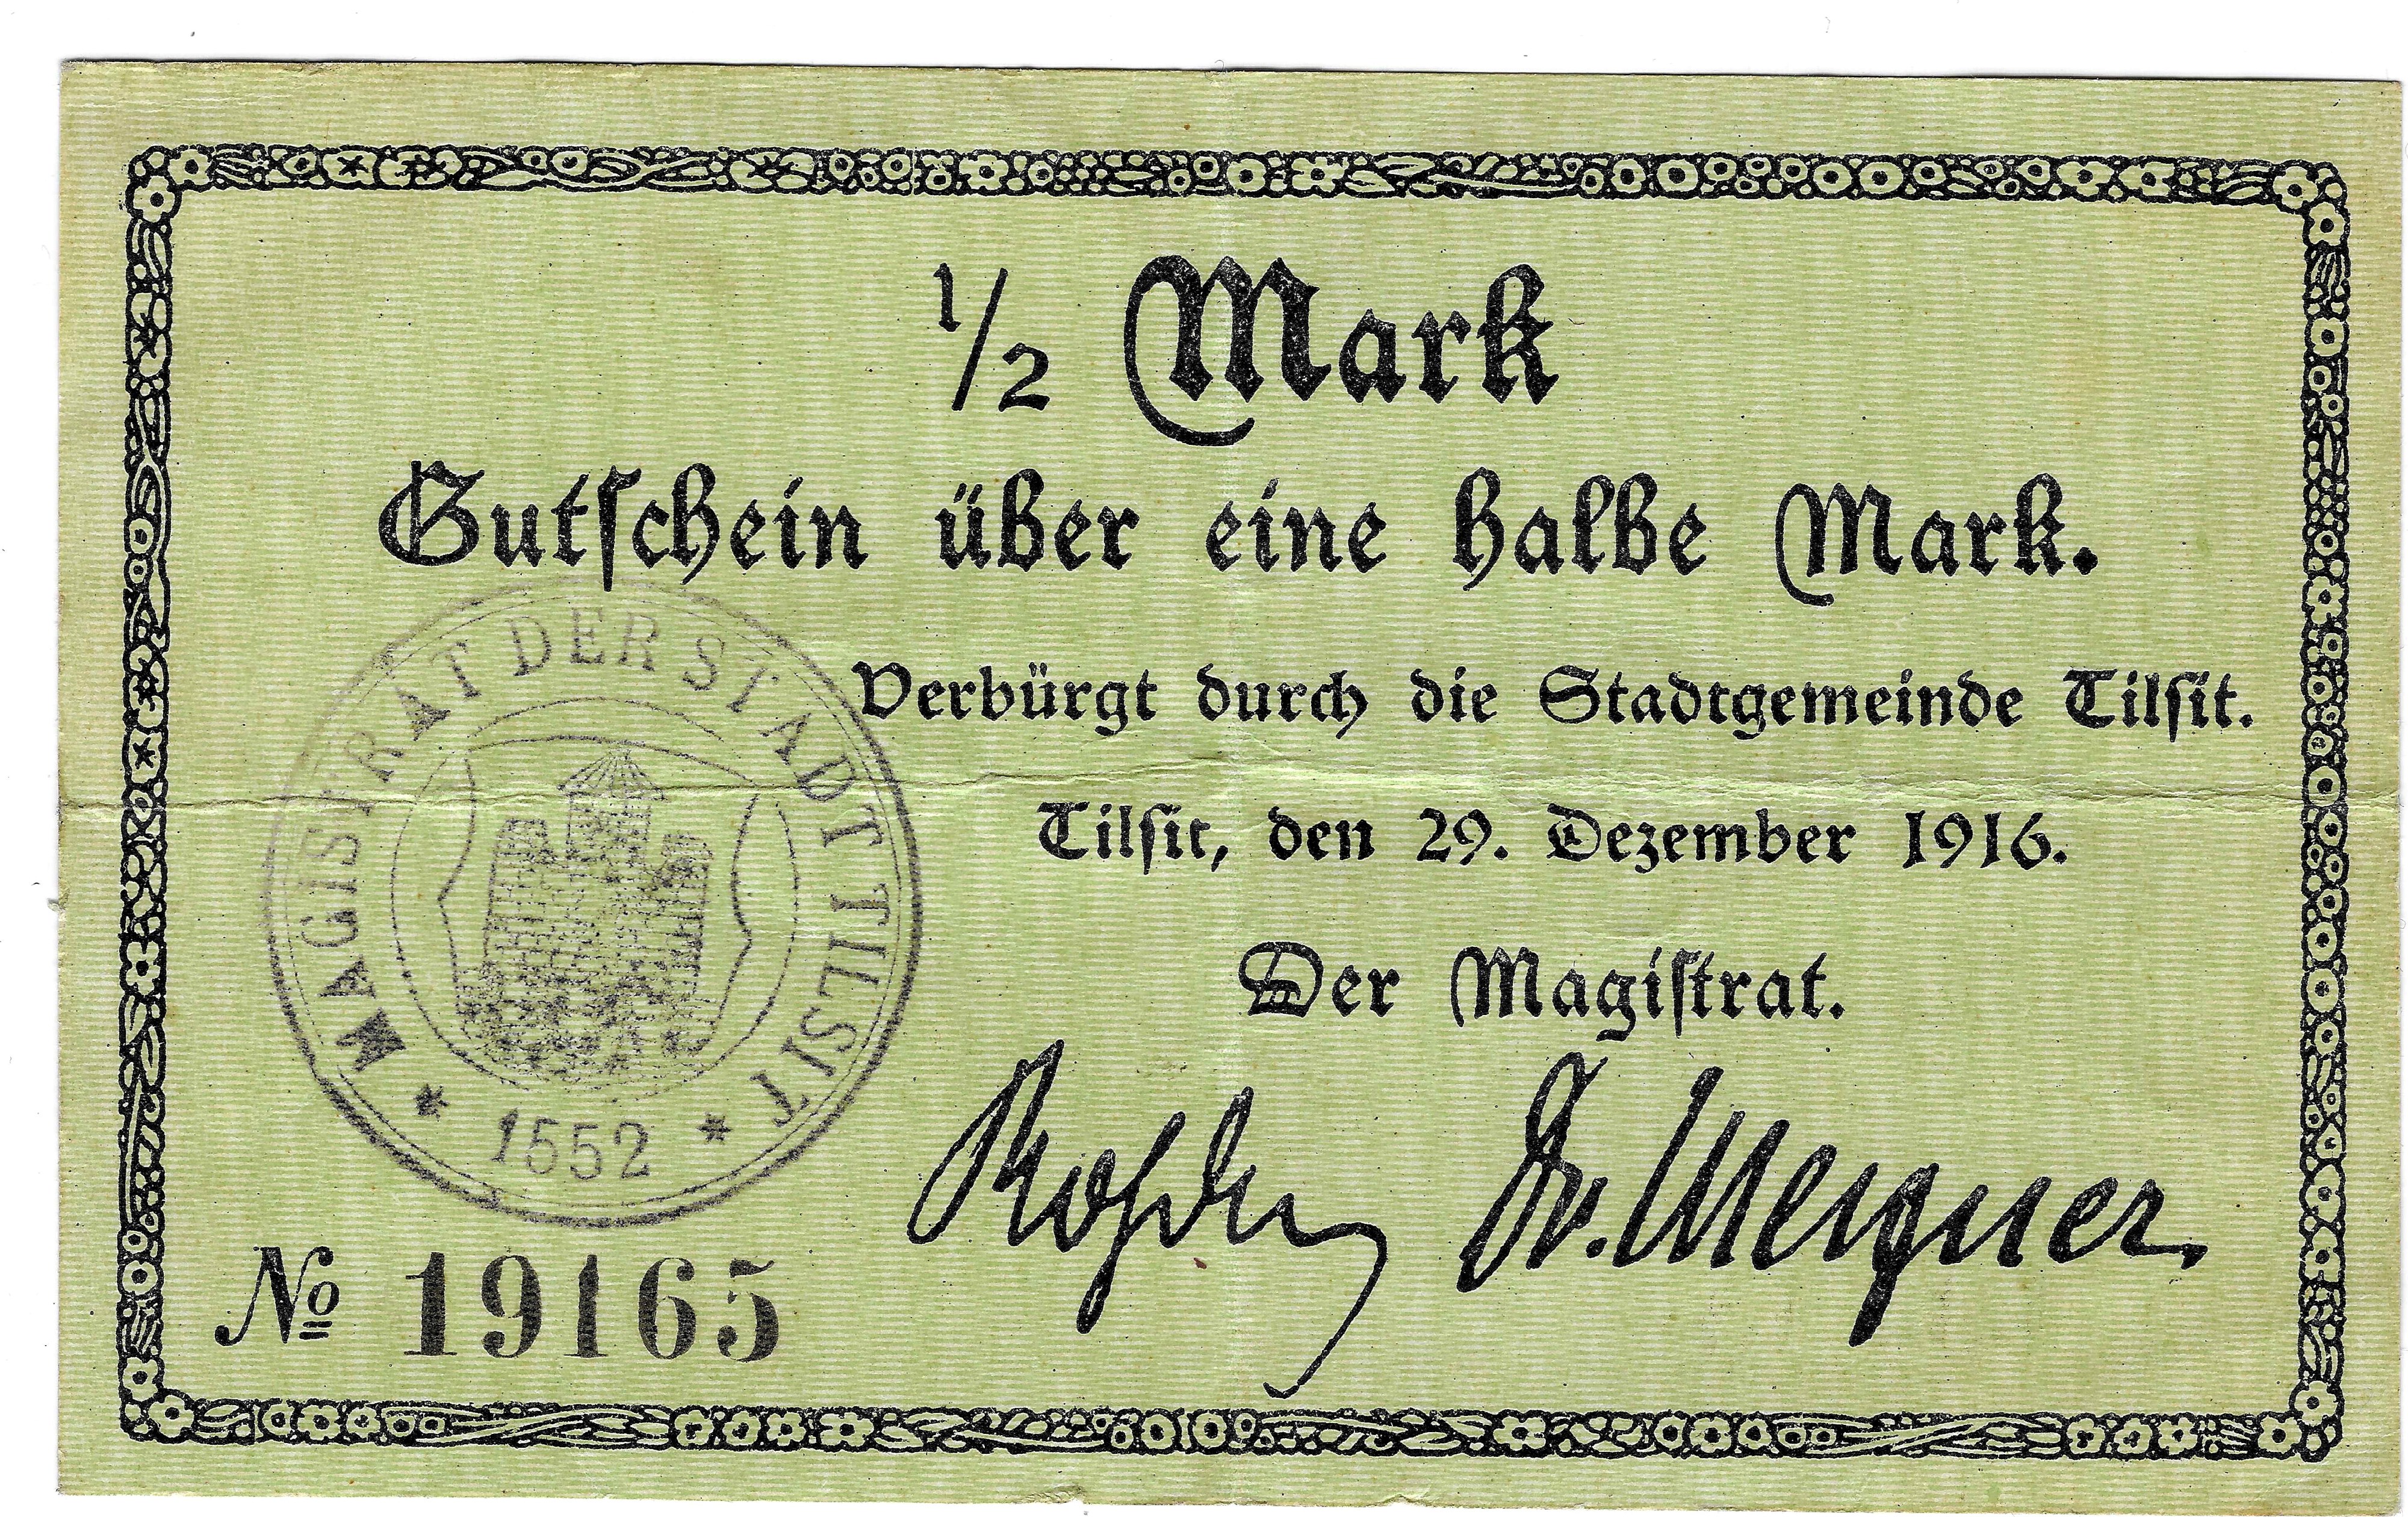 1/2 Mark
Gutſchein über eine halbe Mark.
Verbürgt durch die Stadtgemeinde Tilſit.
Tilſit, den 29. Dezember 1916.
Der Magiſtrat.
MAGISTRAT DER STADT TILSIT
* 1552 *
Dr.
№ 19165